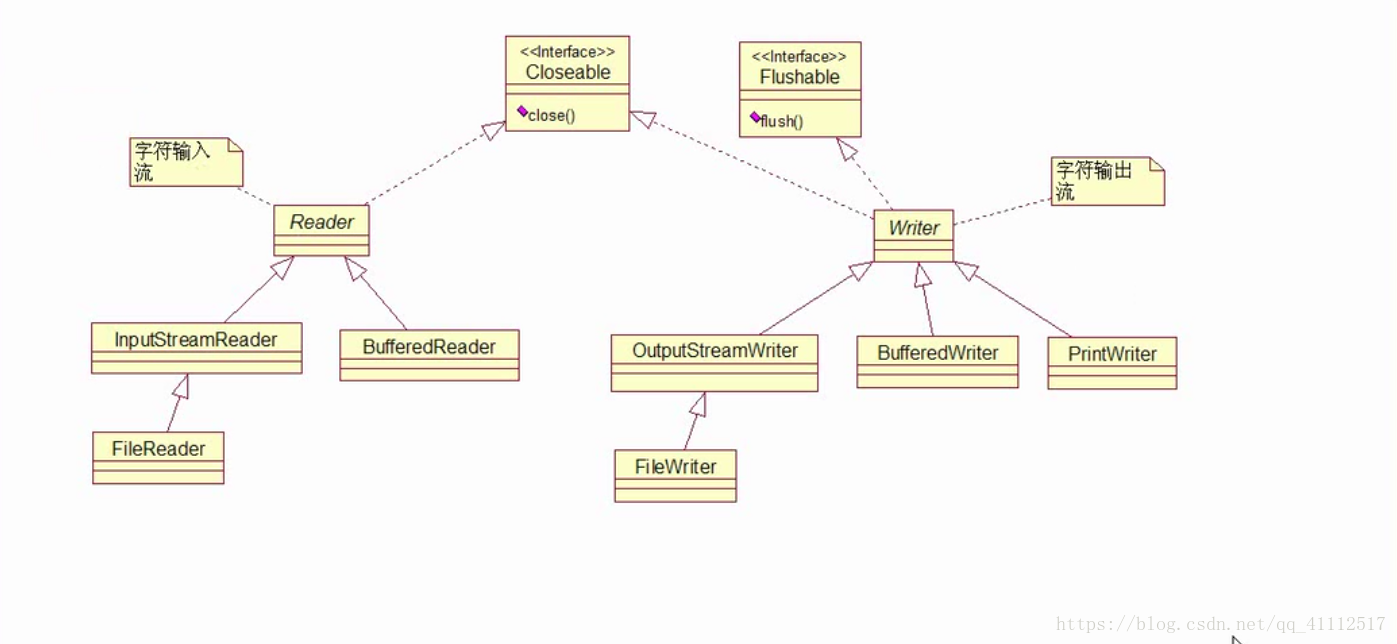 <<Interface>>
Closeable
close()
<<Interface>>
Flushable
flush()
字符输入
流
字符输出
流
Reader
Writer
InputStreamReader
BufferedReader
OutputStreamWriter
BufferedWriter
PrintWriter
FileReader
FileWriter
https://blog.csdn.net/qq_41112517